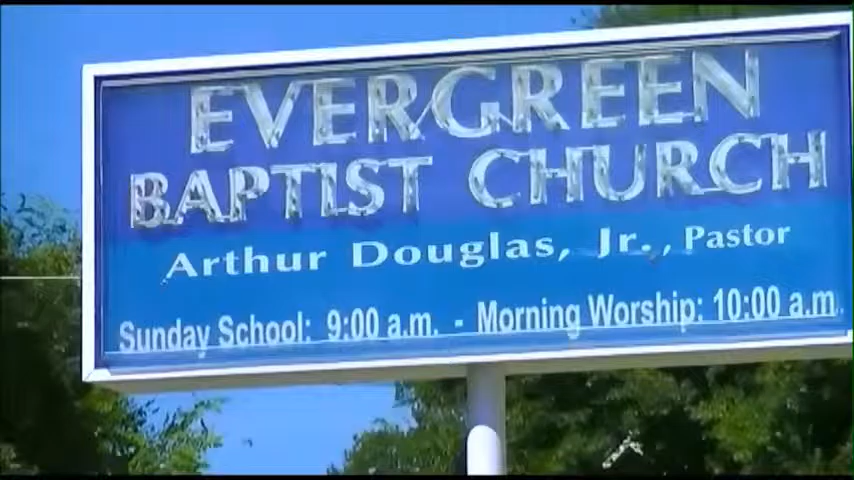 EVERGREEN
BAPTIST CHURCH
Arthur Douglas, Jr., Pastor
Sunday School: 9:00 a.m. - Morning Worship: 10:00 a.m.